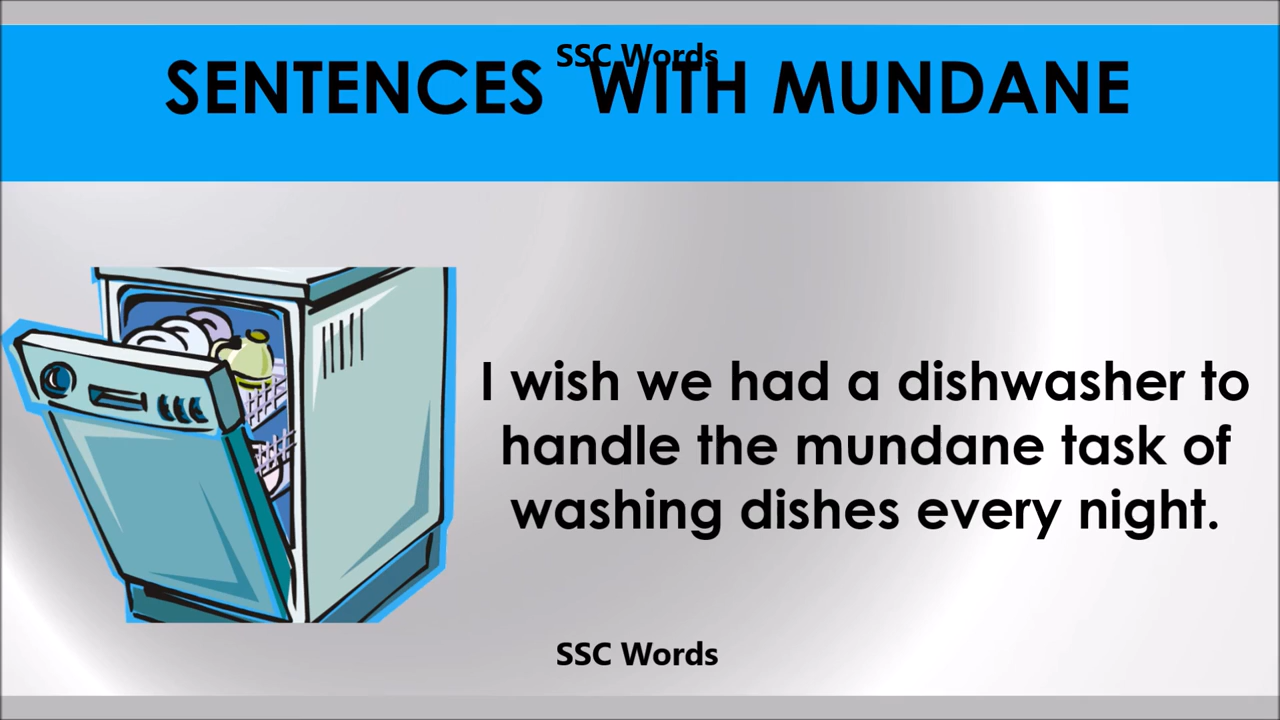 SSC Words
SENTENCES WITH MUNDANE
I wish we had a dishwasher to
handle the mundane task of
washing dishes every night.
SSC Words